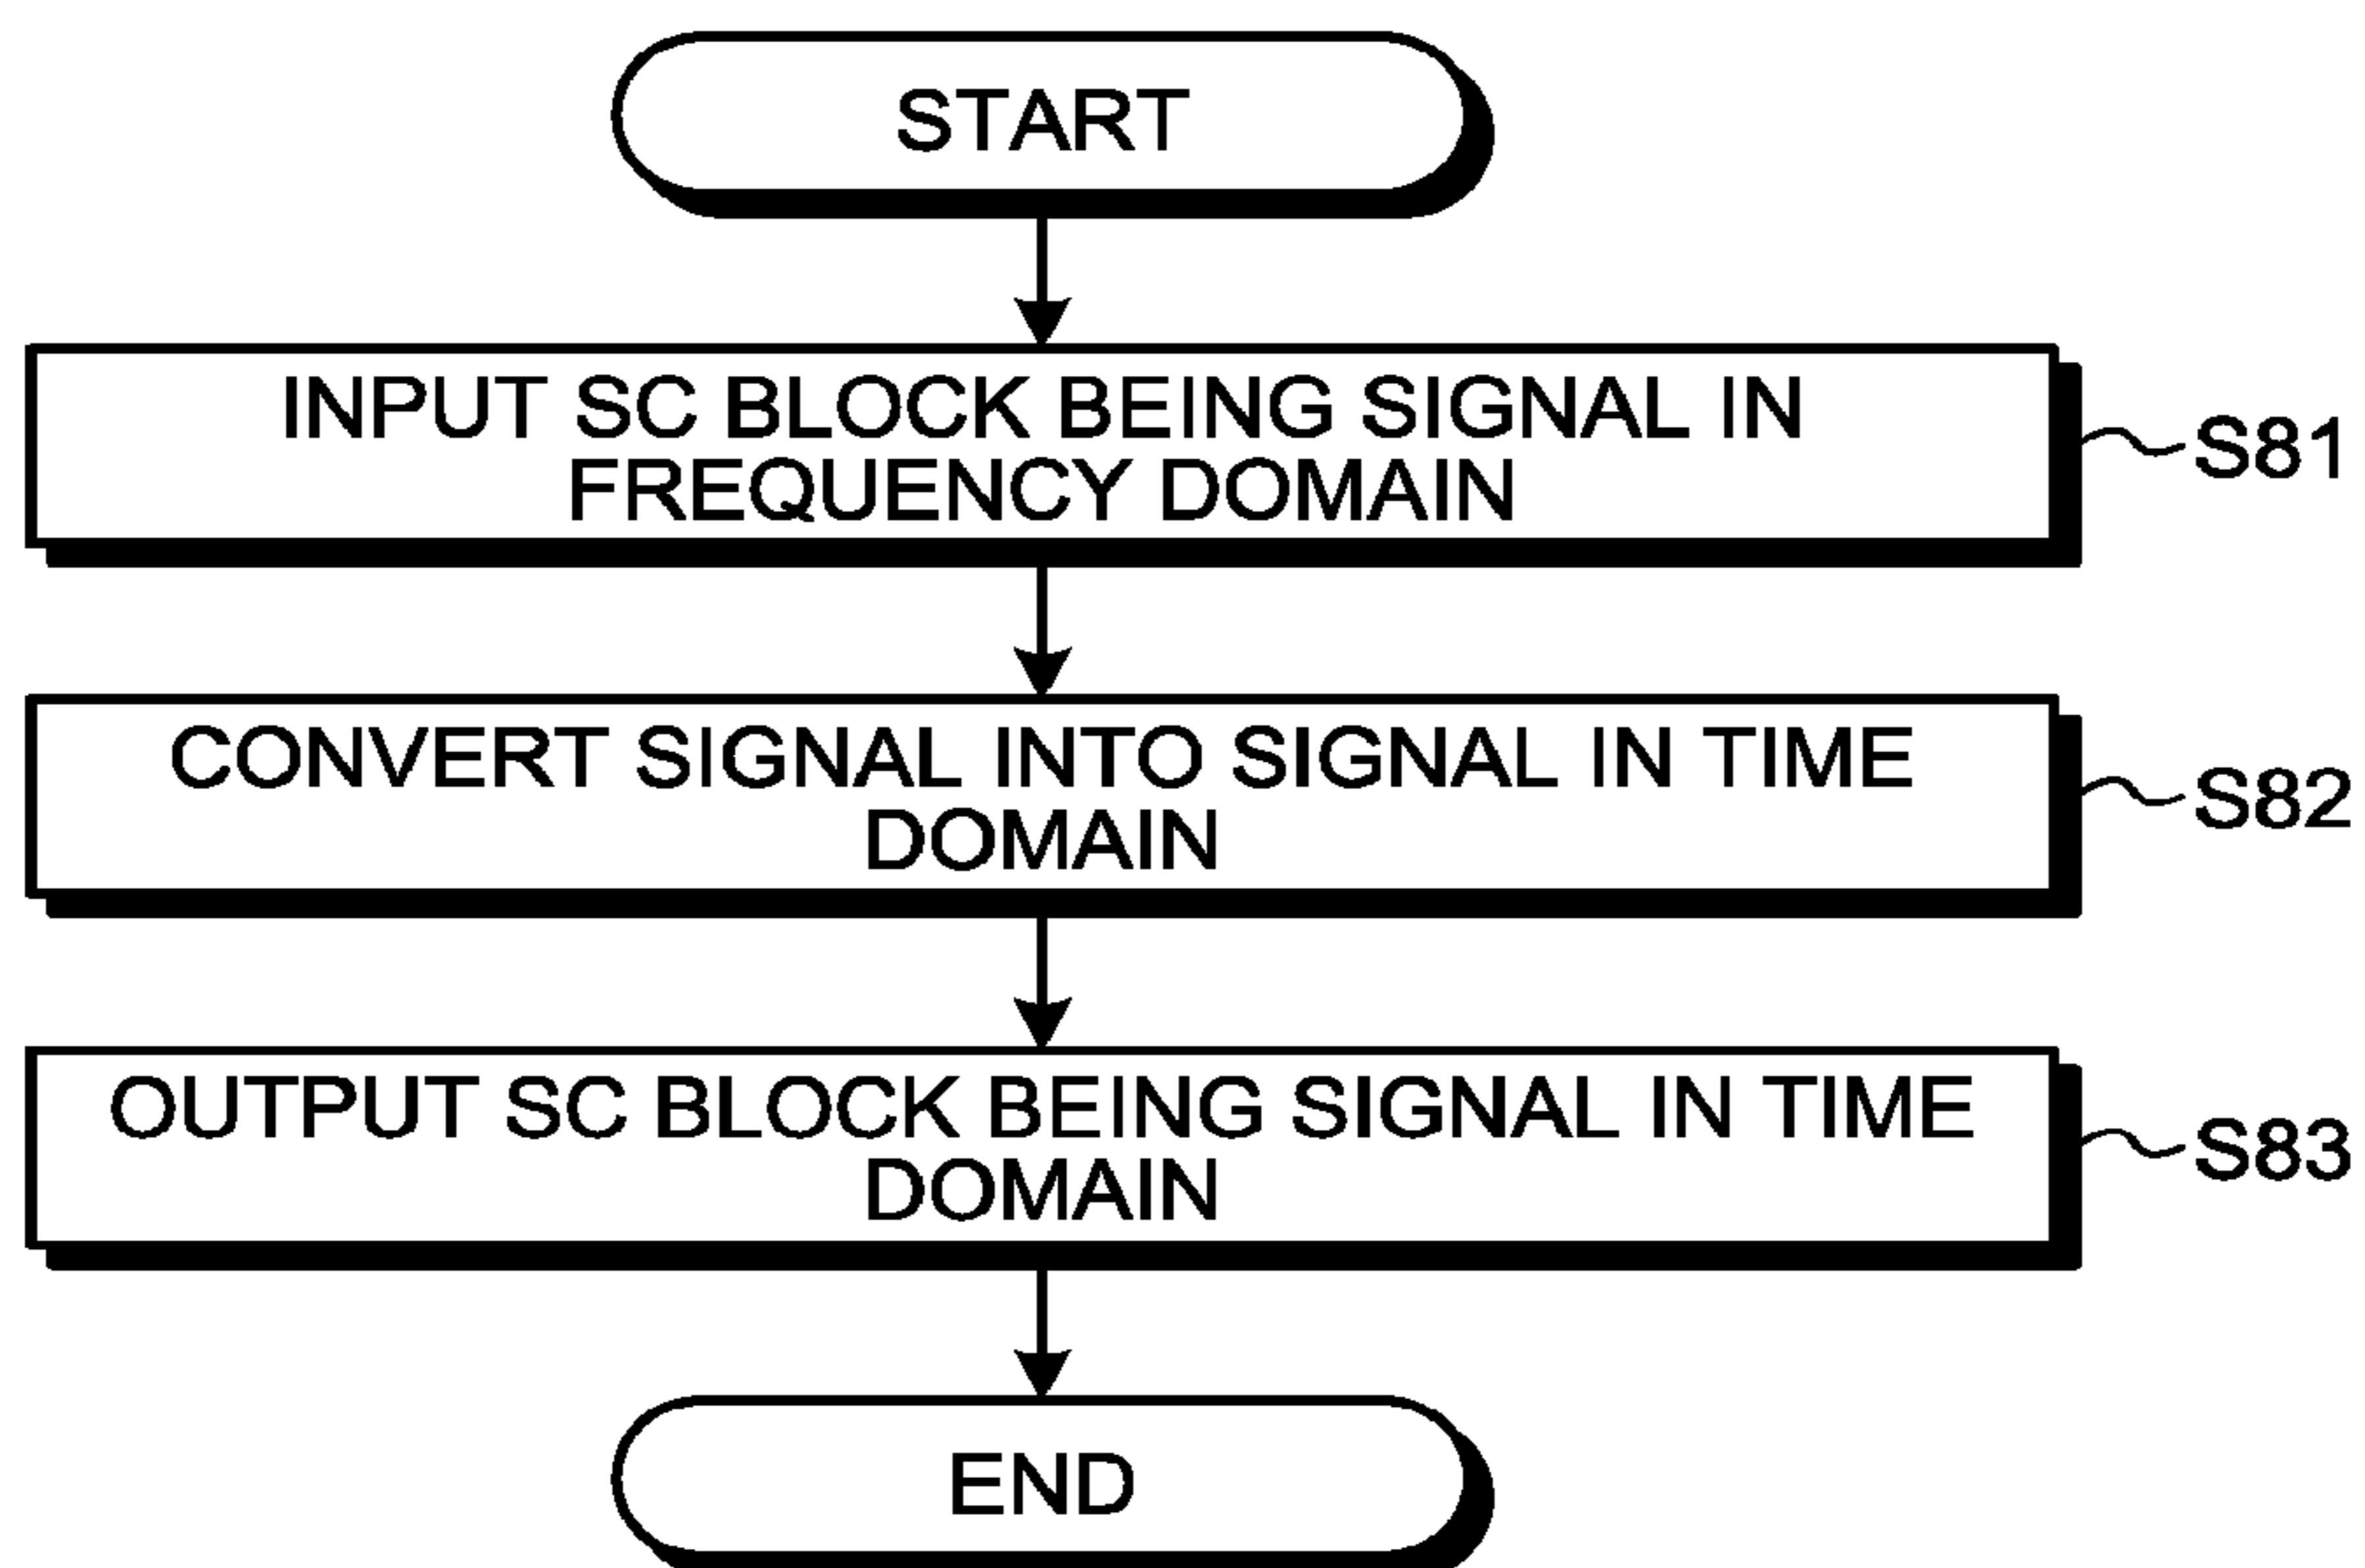 START
INPUT SC BLOCK BEING SIGNAL IN
FREQUENCY DOMAIN
S81
CONVERT SIGNAL INTO SIGNAL IN TIME
DOMAIN
S82
OUTPUT SC BLOCK BEING SIGNAL IN TIME
DOMAIN
S83
END